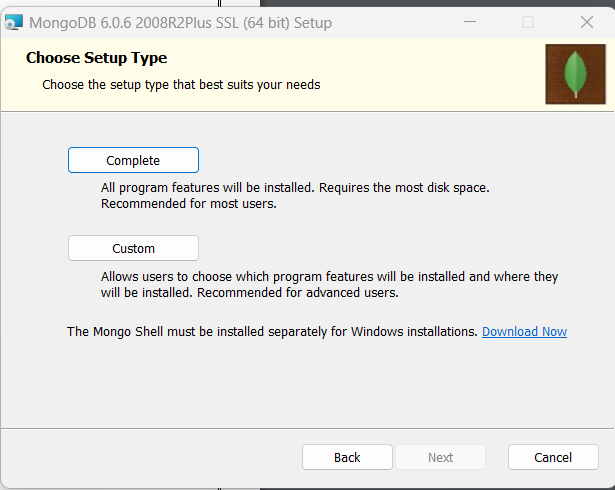 MongoDB 6.0.6 2008R2Plus SSL (64 bit) Setup
Choose Setup Type
Choose the setup type that best suits your needs
Complete
All program features will be installed. Requires the most disk space.
Recommended for most users.
Custom
Allows users to choose which program features will be installed and where they
will be installed. Recommended for advanced users.
The Mongo Shell must be installed separately for Windows installations. Download Now
Back Next Cancel